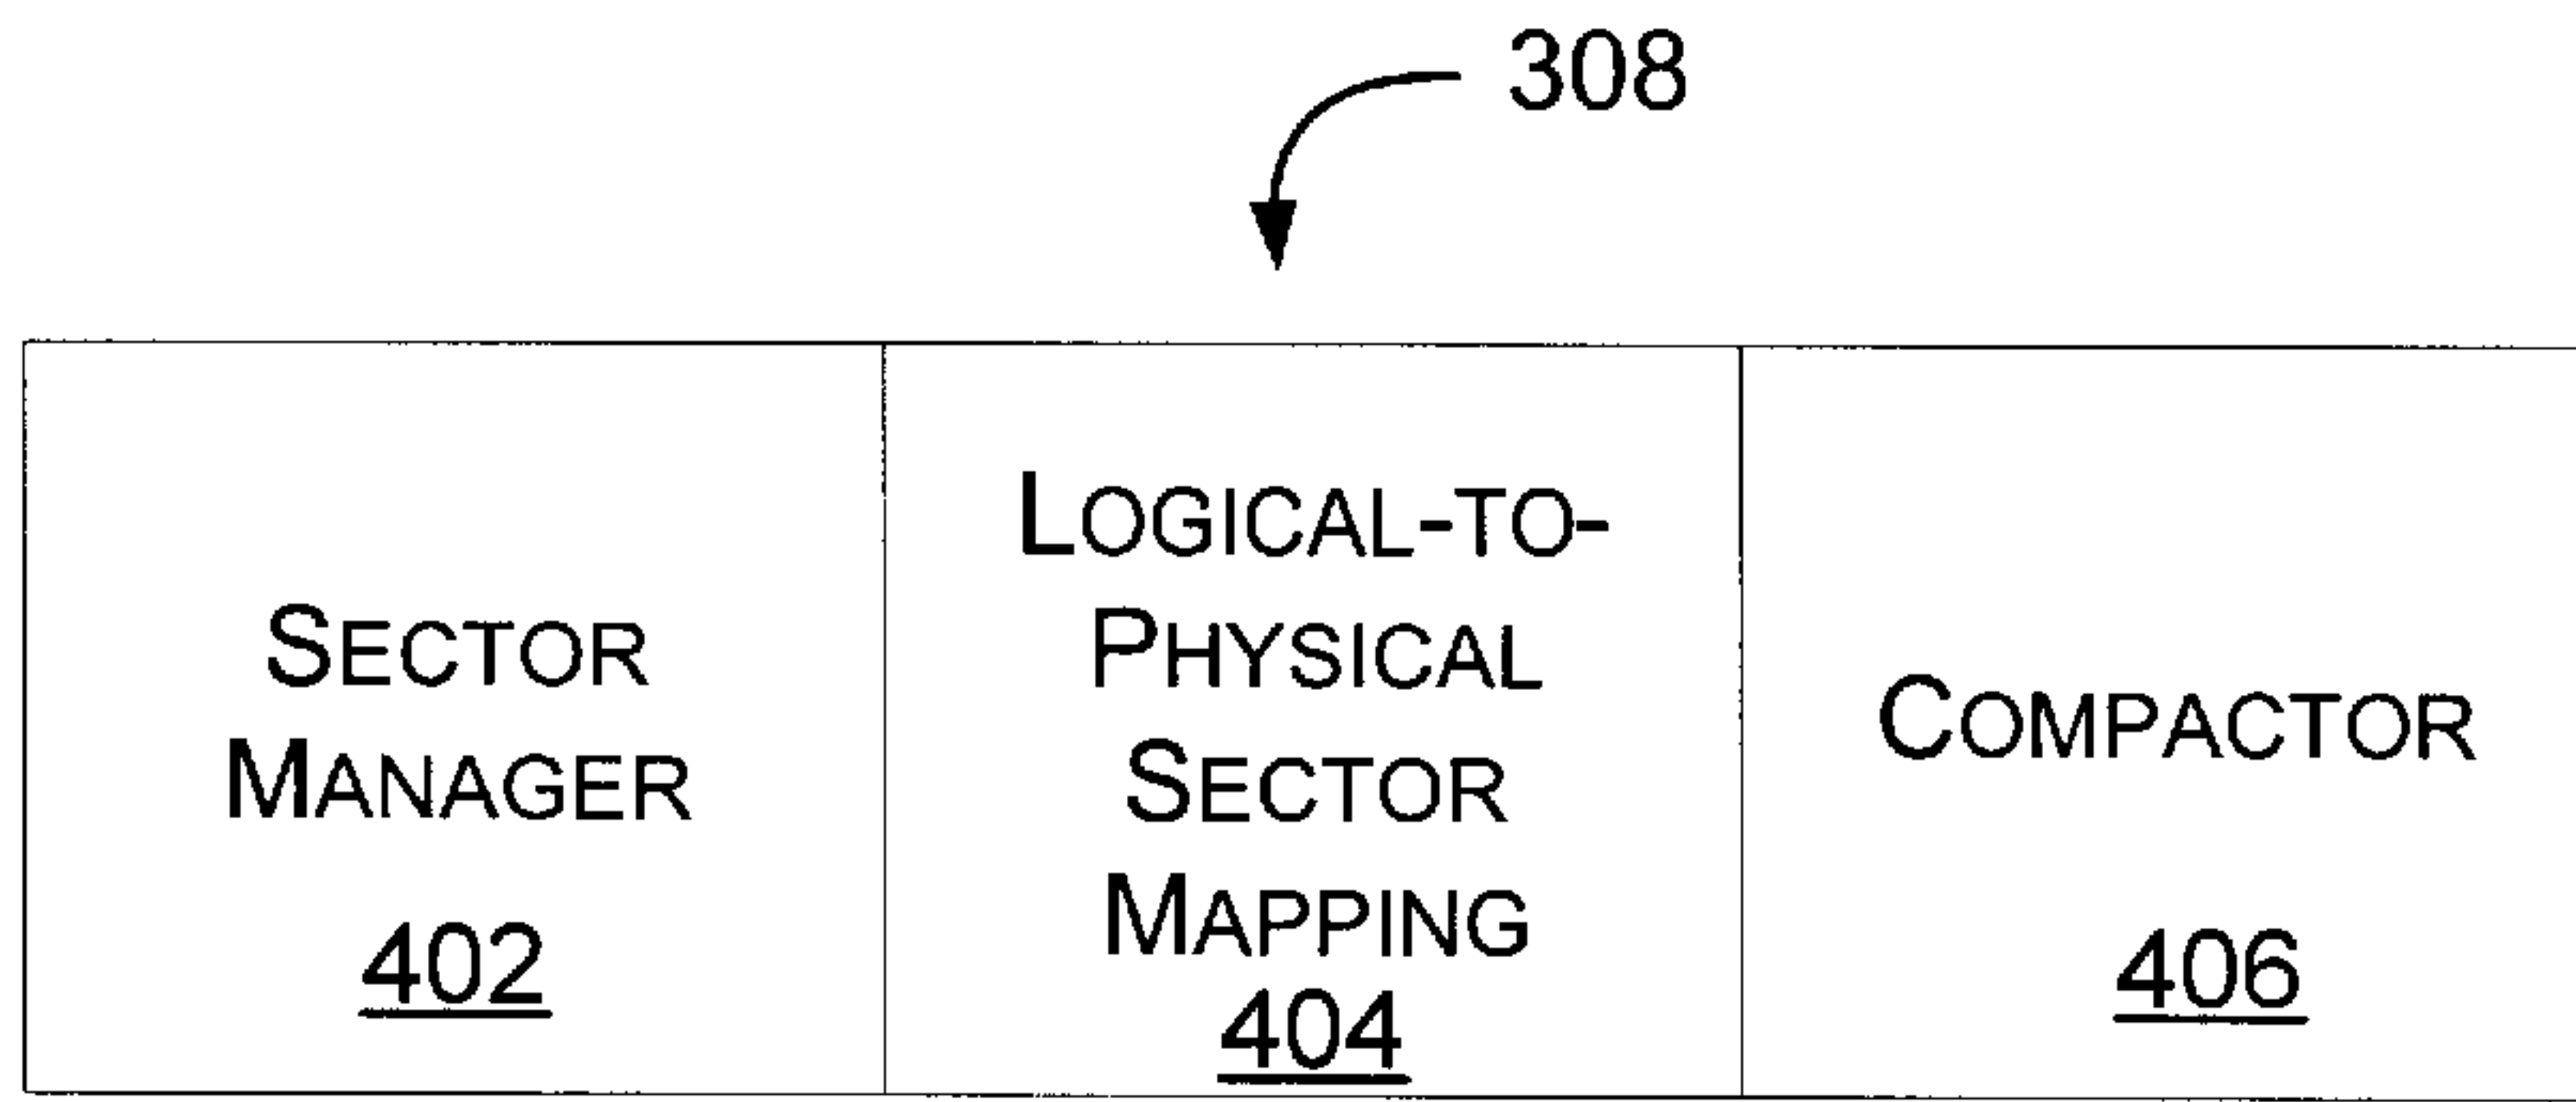 308
SECTOR
MANAGER
402
LOGICAL-TO-
PHYSICAL
SECTOR
MAPPING
404
COMPACTOR
406